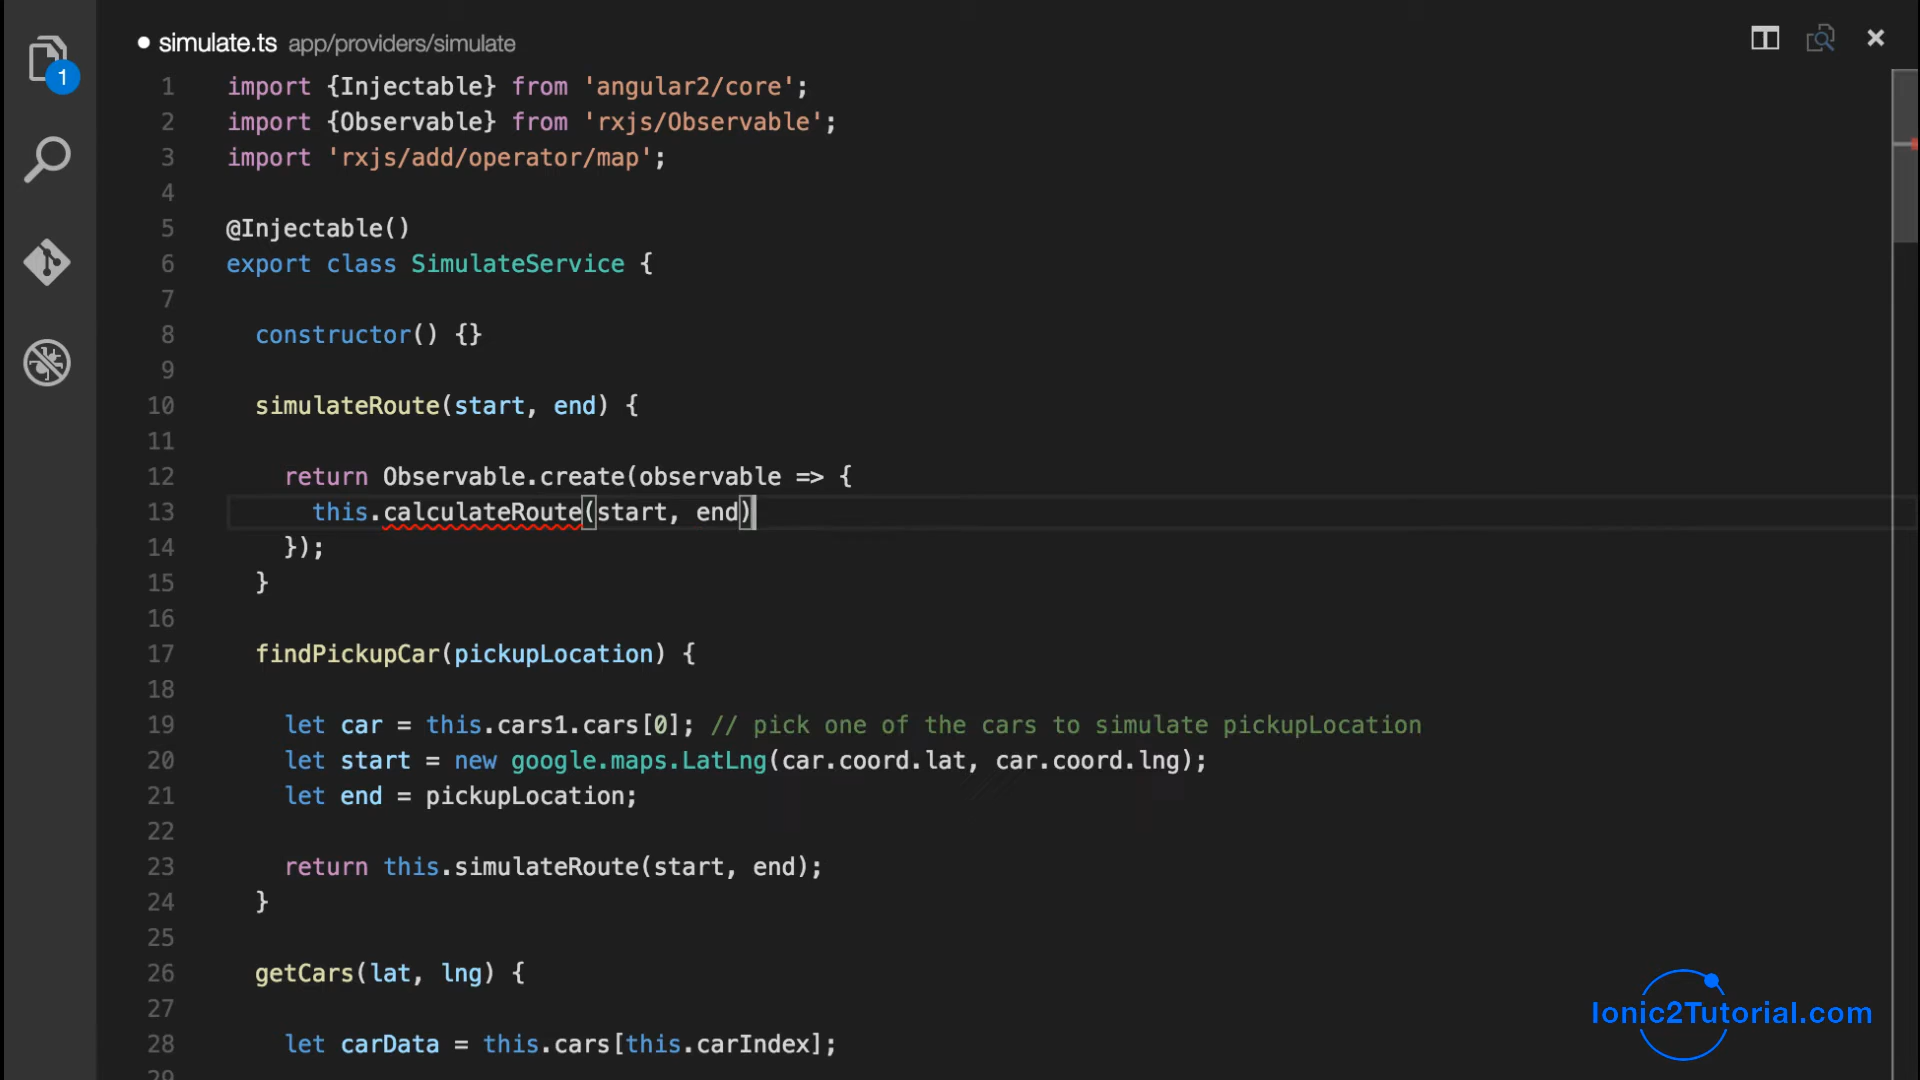 1
simulate.ts app/providers/simulate
1 import {Injectable} from 'angular2/core';
2 import {Observable} from 'rxjs/Observable';
3 import 'rxjs/add/operator/map';
4
5 @Injectable()
6 export class SimulateService {
7
8 constructor() {}
9
10 simulateRoute(start, end) {
11
12 return Observable.create(observable => {
13 this.calculateRoute(start, end)
14 });
15 }
16
17 findPickupCar(pickupLocation) {
18
19 let car = this.cars1.cars[0]; // pick one of the cars to simulate pickupLocation
20 let start = new google.maps.LatLng(car.coord.lat, car.coord.lng);
21 let end = pickupLocation;
22
23 return this.simulateRoute(start, end);
24 }
25
26 getCars(lat, lng) {
27
28 let carData = this.cars[this.carIndex];
29
Ionic2Tutorial.com